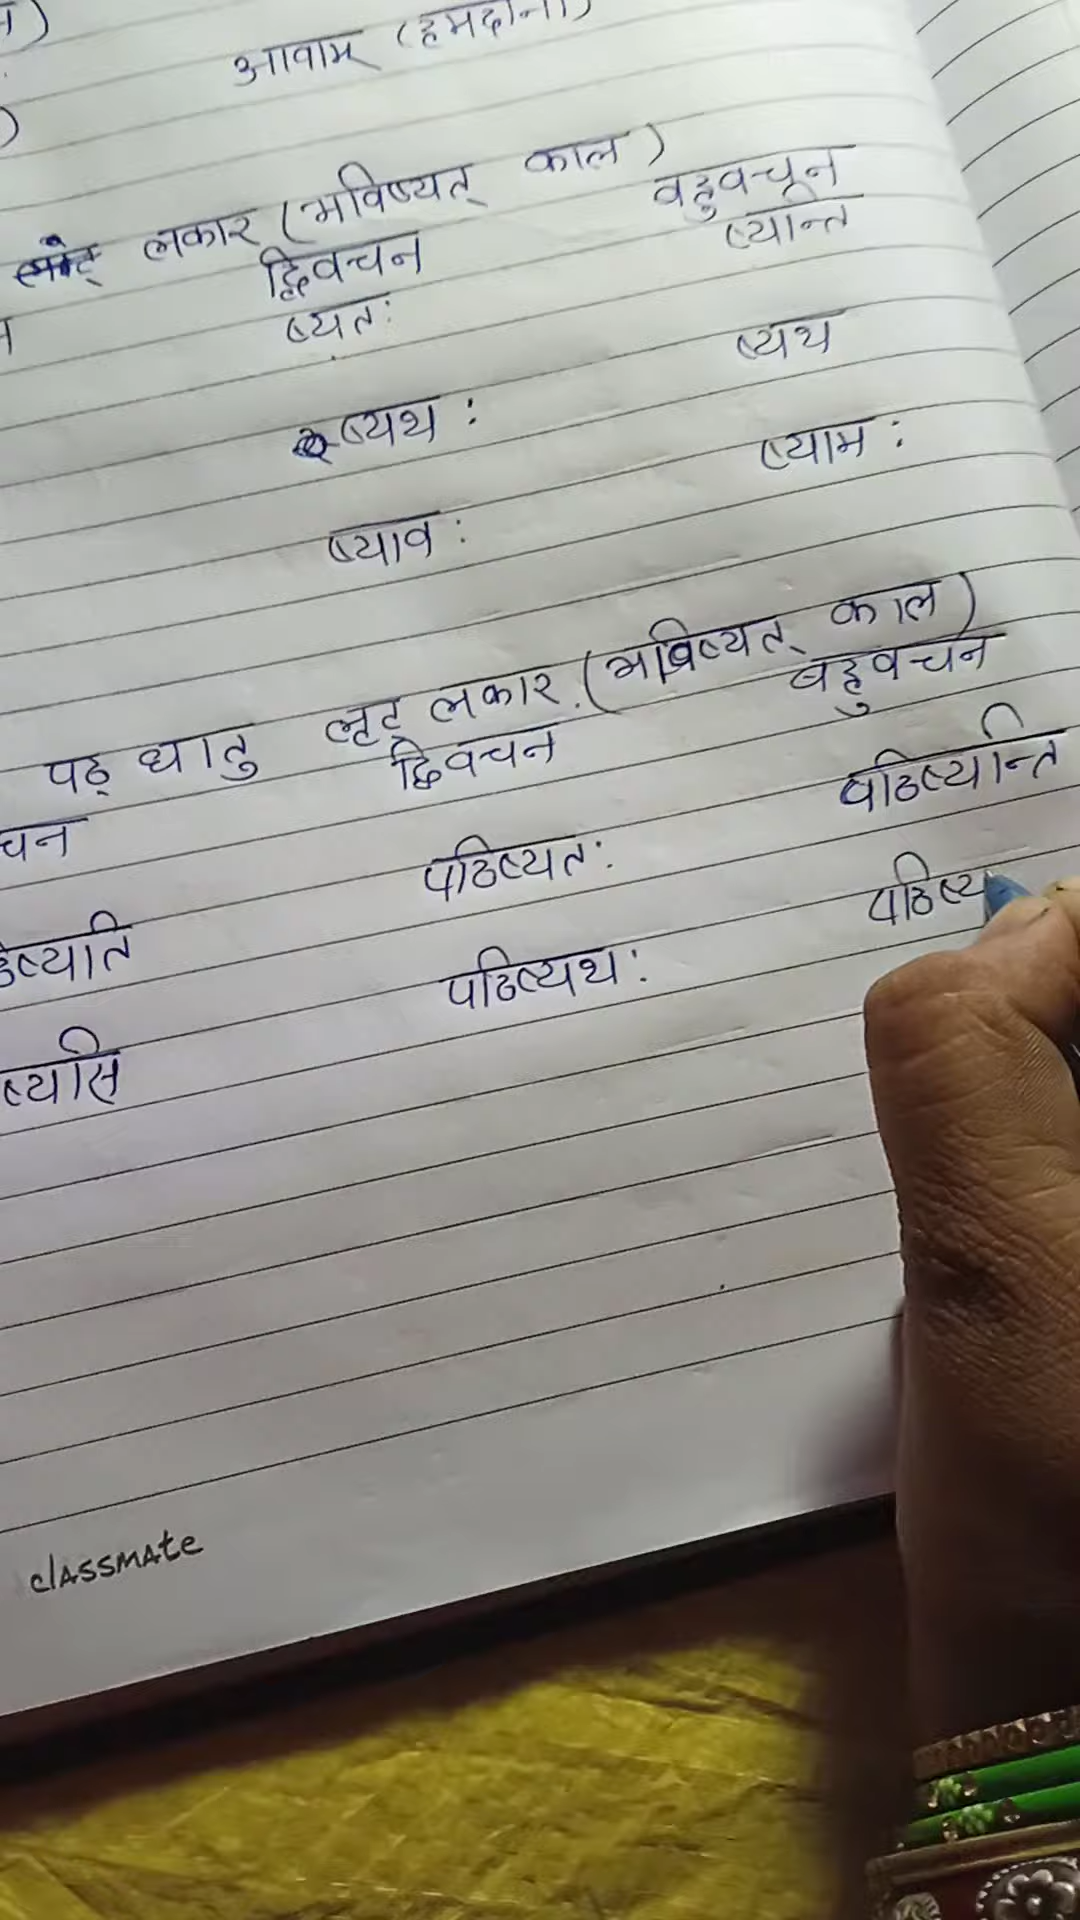 आवाम् (हमदोनों)
लकार (भविष्यत् काल)
द्विवचन बहुवचन
ष्यतः ष्यन्ति
ष्यथः ष्यथ
ष्यावः ष्यामः
पठ् धातु लृट् लकार (भविष्यत् काल)
चन द्विवचन बहुवचन
ष्यति पठिष्यतः पठिष्यन्ति
ष्यसि पठिष्यथः पठिष्य
classmate